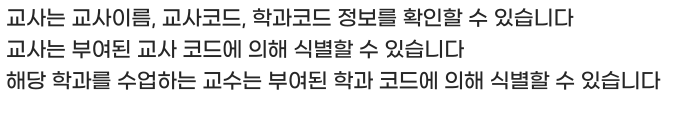 교사는 교사이름, 교사코드, 학과코드 정보를 확인할 수 있습니다
교사는 부여된 교사 코드에 의해 식별할 수 있습니다
해당 학과를 수업하는 교수는 부여된 학과 코드에 의해 식별할 수 있습니다